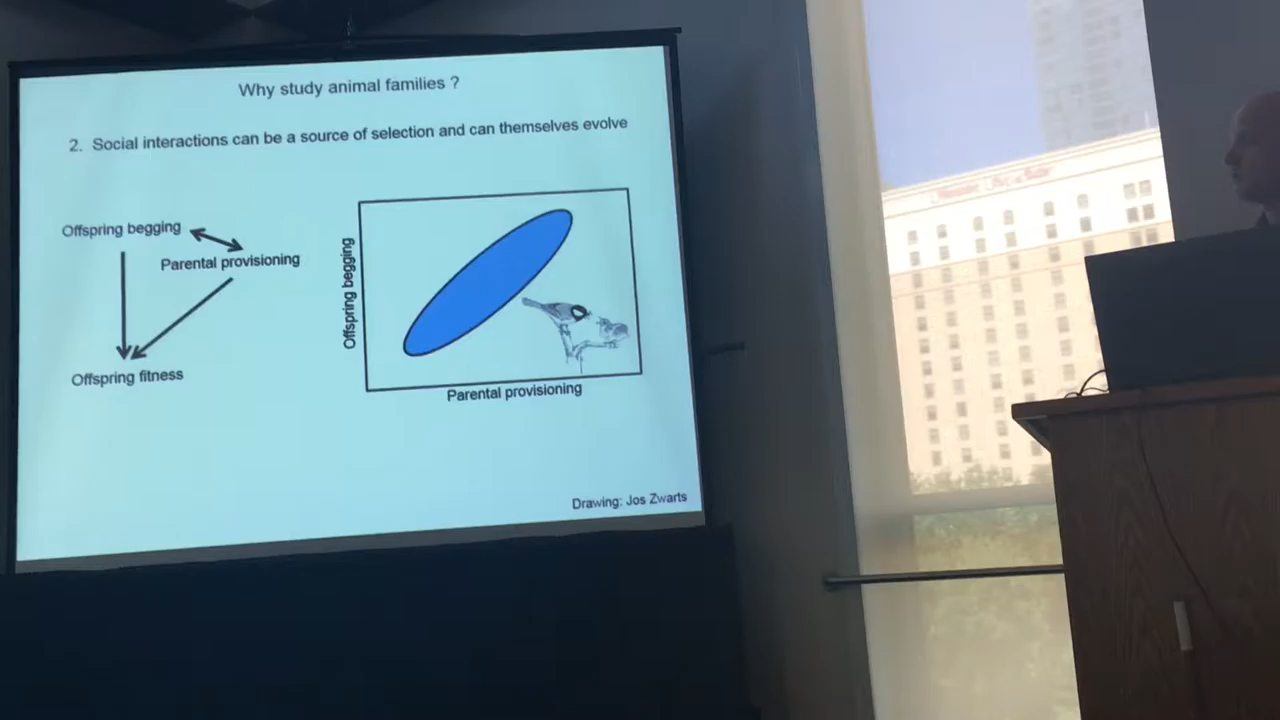 Why study animal families ?
2. Social interactions can be a source of selection and can themselves evolve
Offspring begging
Parental provisioning
Offspring fitness
Offspring begging
Parental provisioning
Drawing: Jos Zwarts